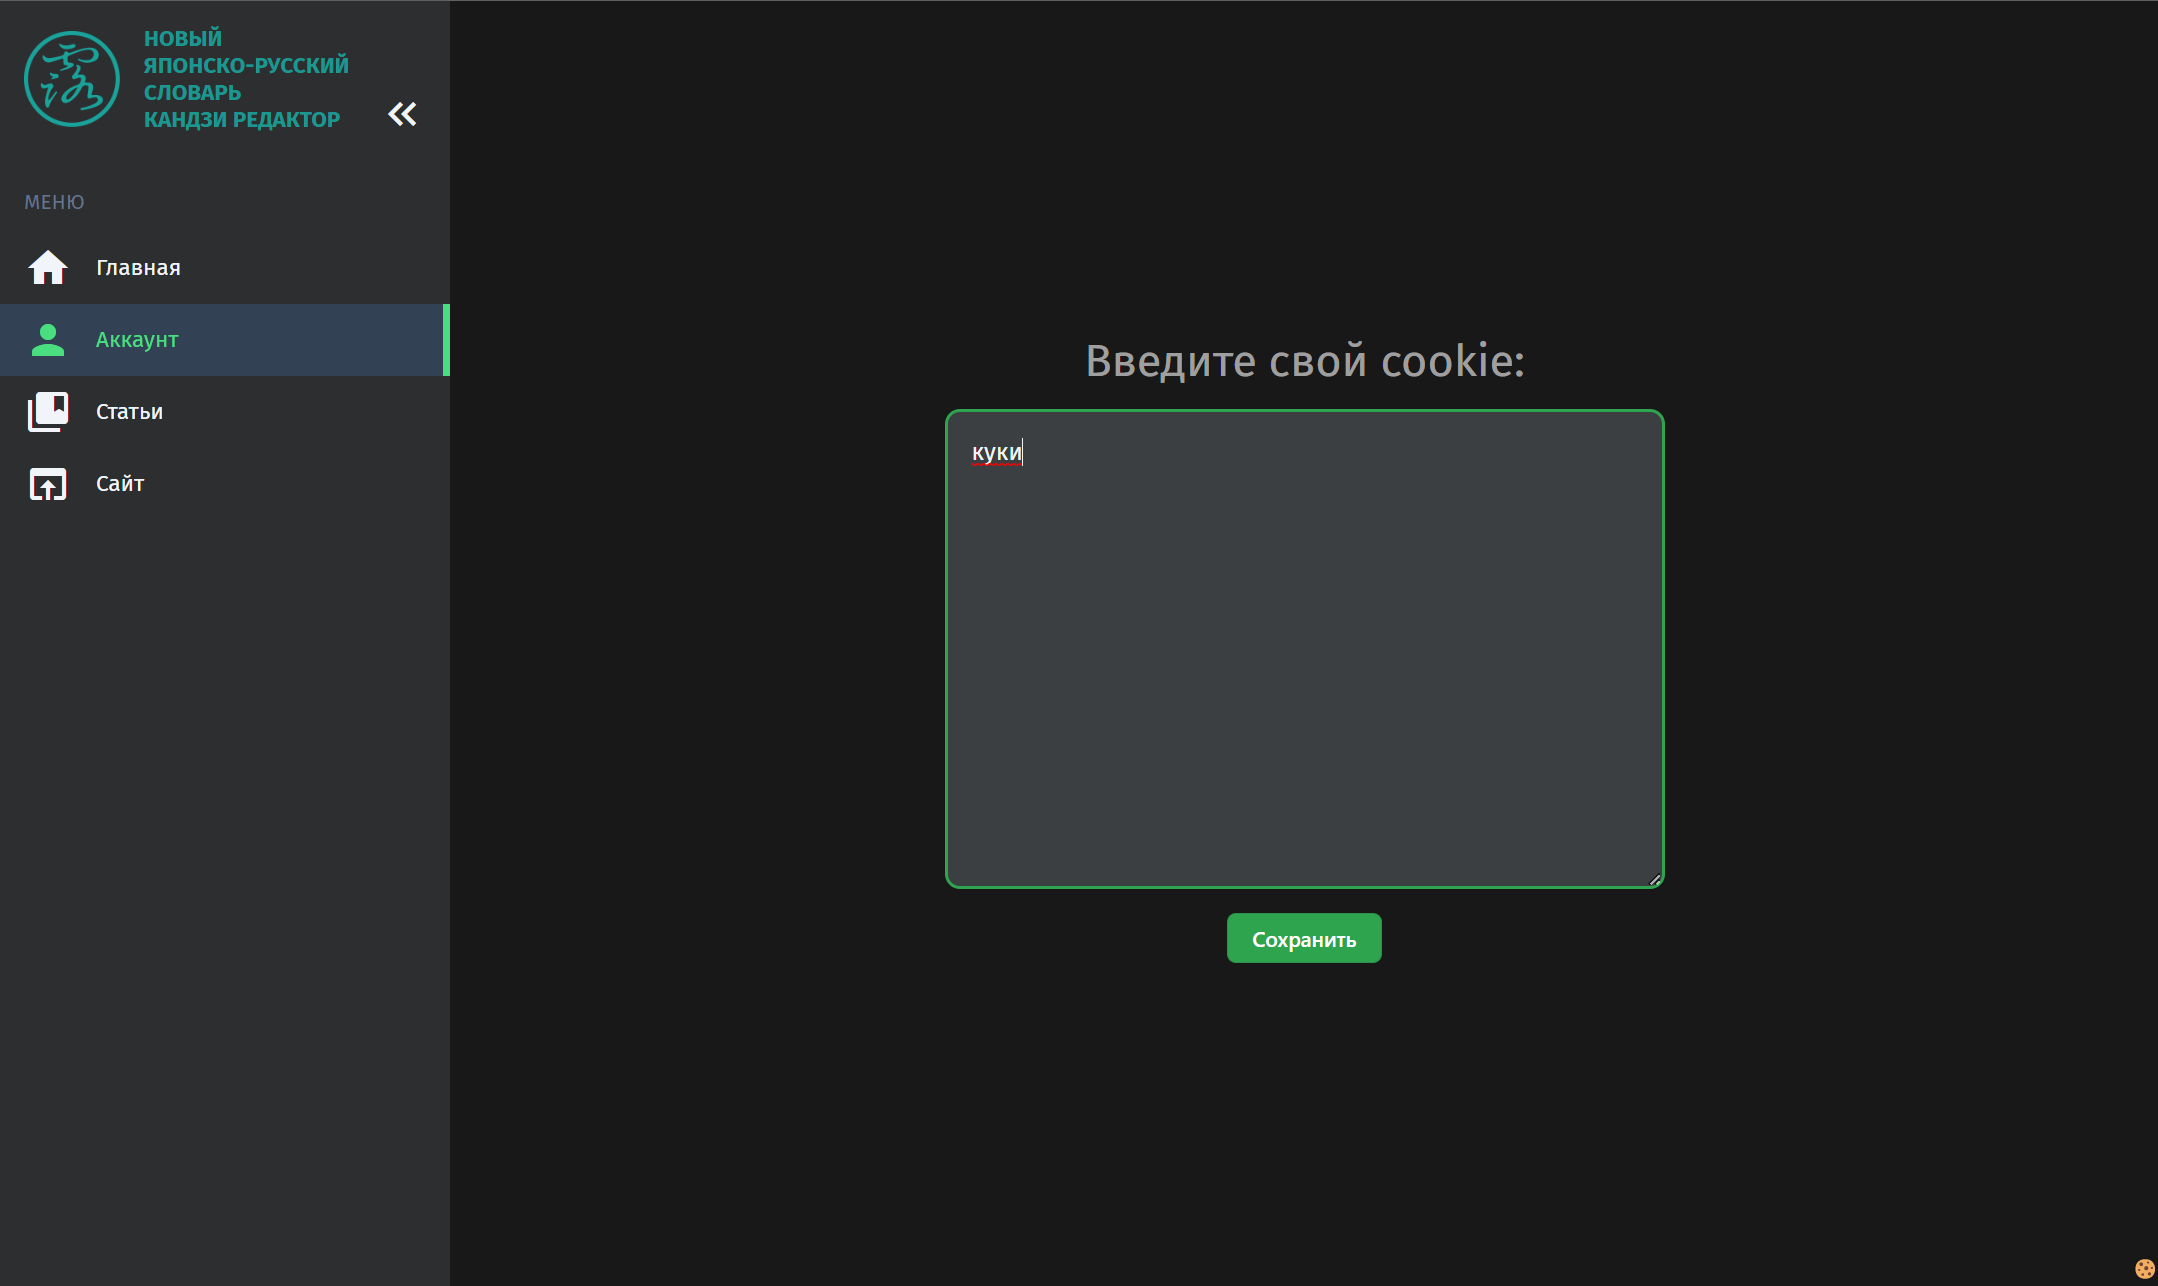 НОВЫЙ
ЯПОНСКО-РУССКИЙ
СЛОВАРЬ
КАНДЗИ РЕДАКТОР
МЕНЮ
Главная
Аккаунт
Статьи
Сайт
Введите свой cookie:
куки
Сохранить